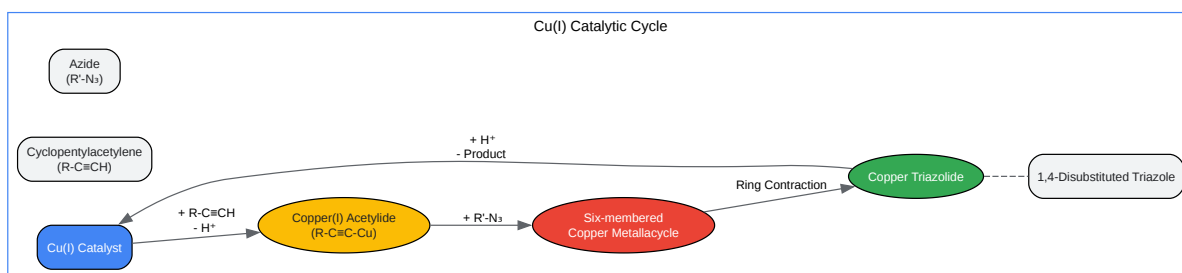 Cu(I) Catalytic Cycle
Azide
(R'-N₃)
Cyclopentylacetylene
(R-C≡CH)
+ H⁺
- Product
Copper Triazolide
1,4-Disubstituted Triazole
Ring Contraction
+ R-C≡CH
- H⁺
Copper(I) Acetylide
(R-C≡C-Cu)
+ R'-N₃
Six-membered
Copper Metallacycle
Cu(I) Catalyst